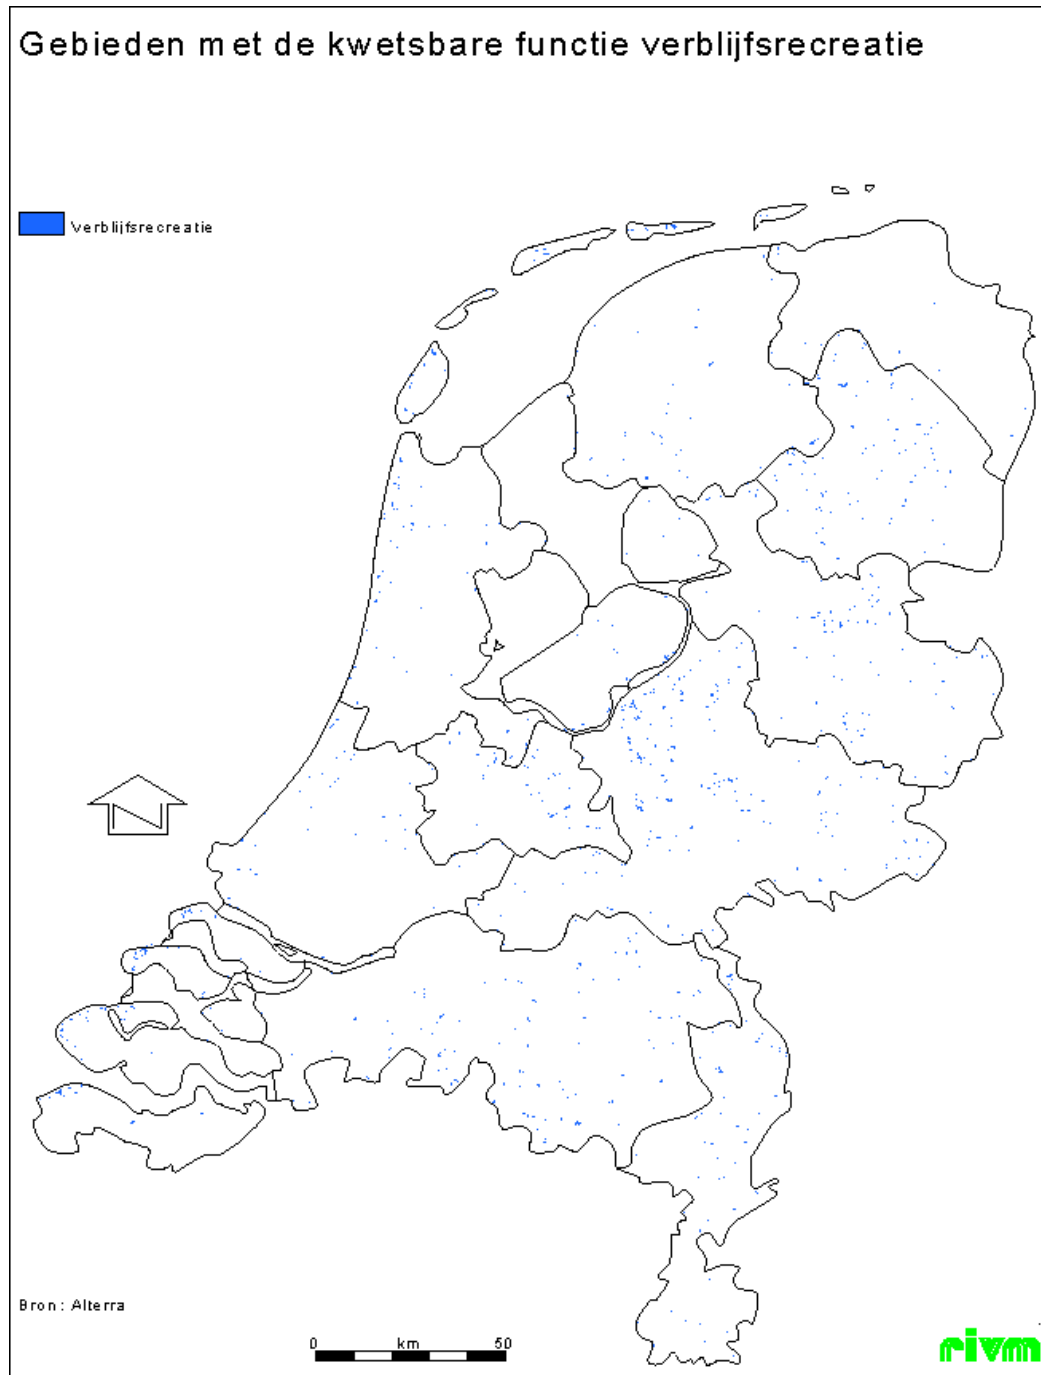 Gebieden met de kwetsbare functie verblijfsrecreatie
Verblijfsrecreatie
Bron: Alterra
0 km 50
rivm